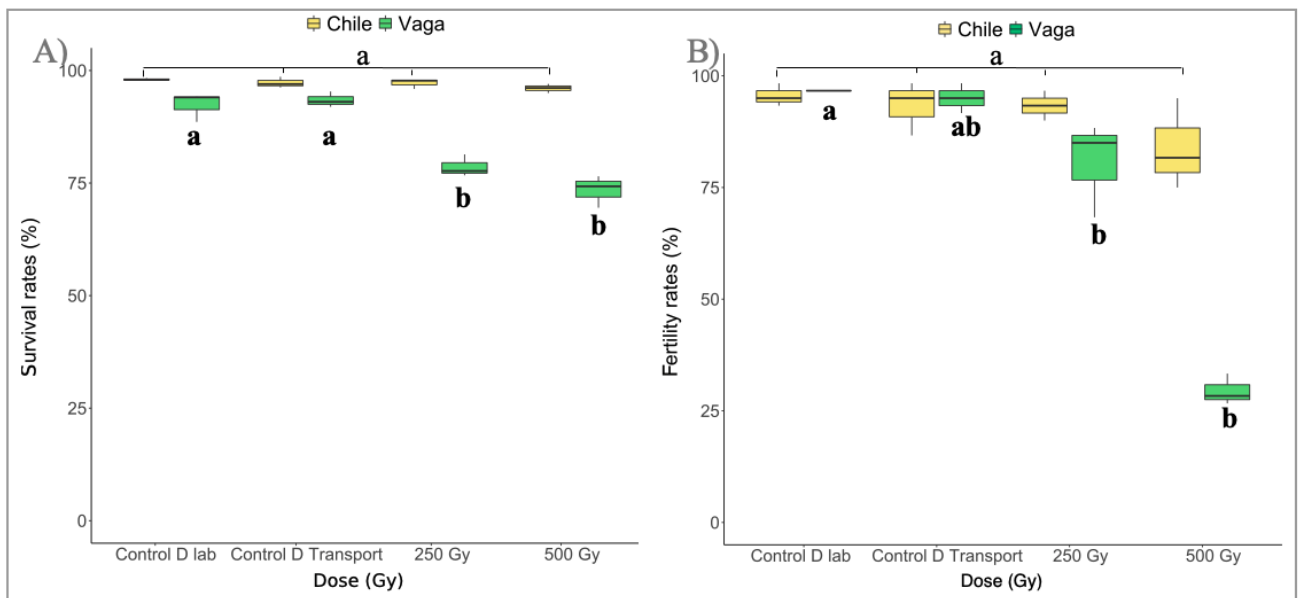 Chile Vaga
A)
a
100
75
50
25
0
Survival rates (%)
a
a
b
b
Control D lab Control D Transport 250 Gy 500 Gy
Dose (Gy)
Chile Vaga
B)
a
100
75
50
25
0
Fertility rates (%)
a
ab
b
b
Control D lab Control D Transport 250 Gy 500 Gy
Dose (Gy)